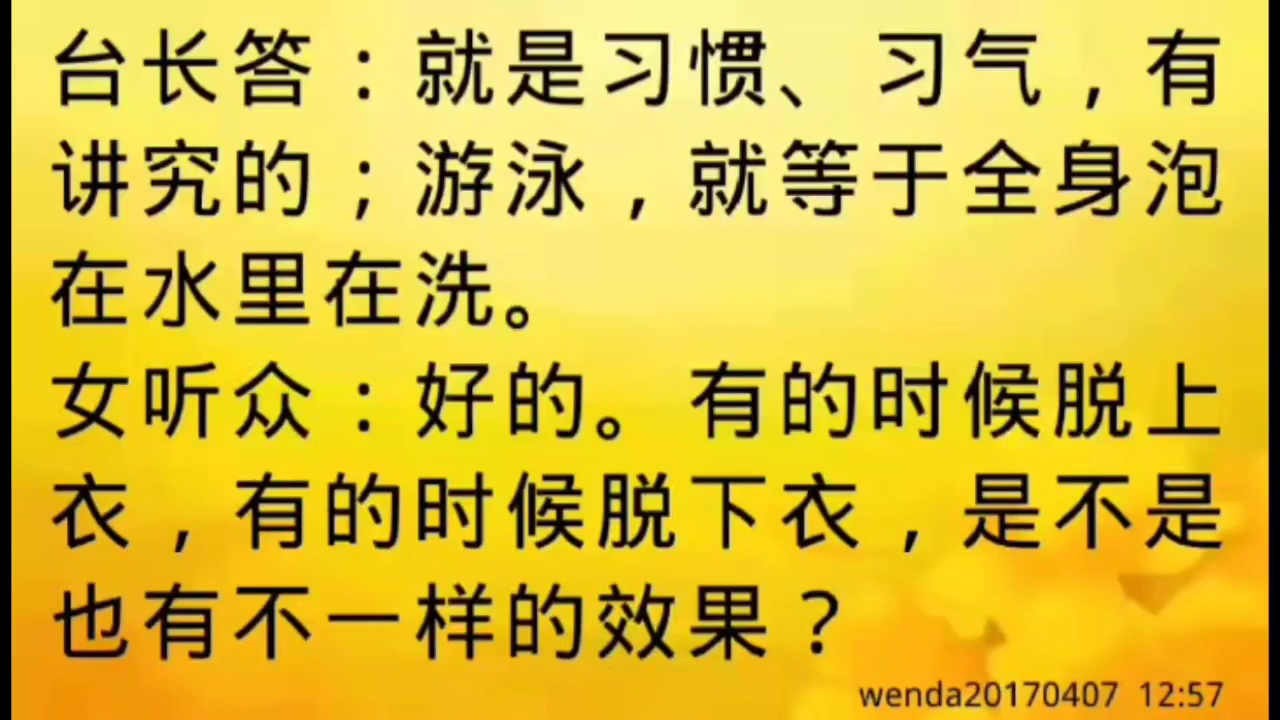 台长答：就是习惯、习气，有
讲究的；游泳，就等于全身泡
在水里在洗。
女听众：好的。有的时候脱上
衣，有的时候脱下衣，是不是
也有不一样的效果？
wenda20170407 12:57